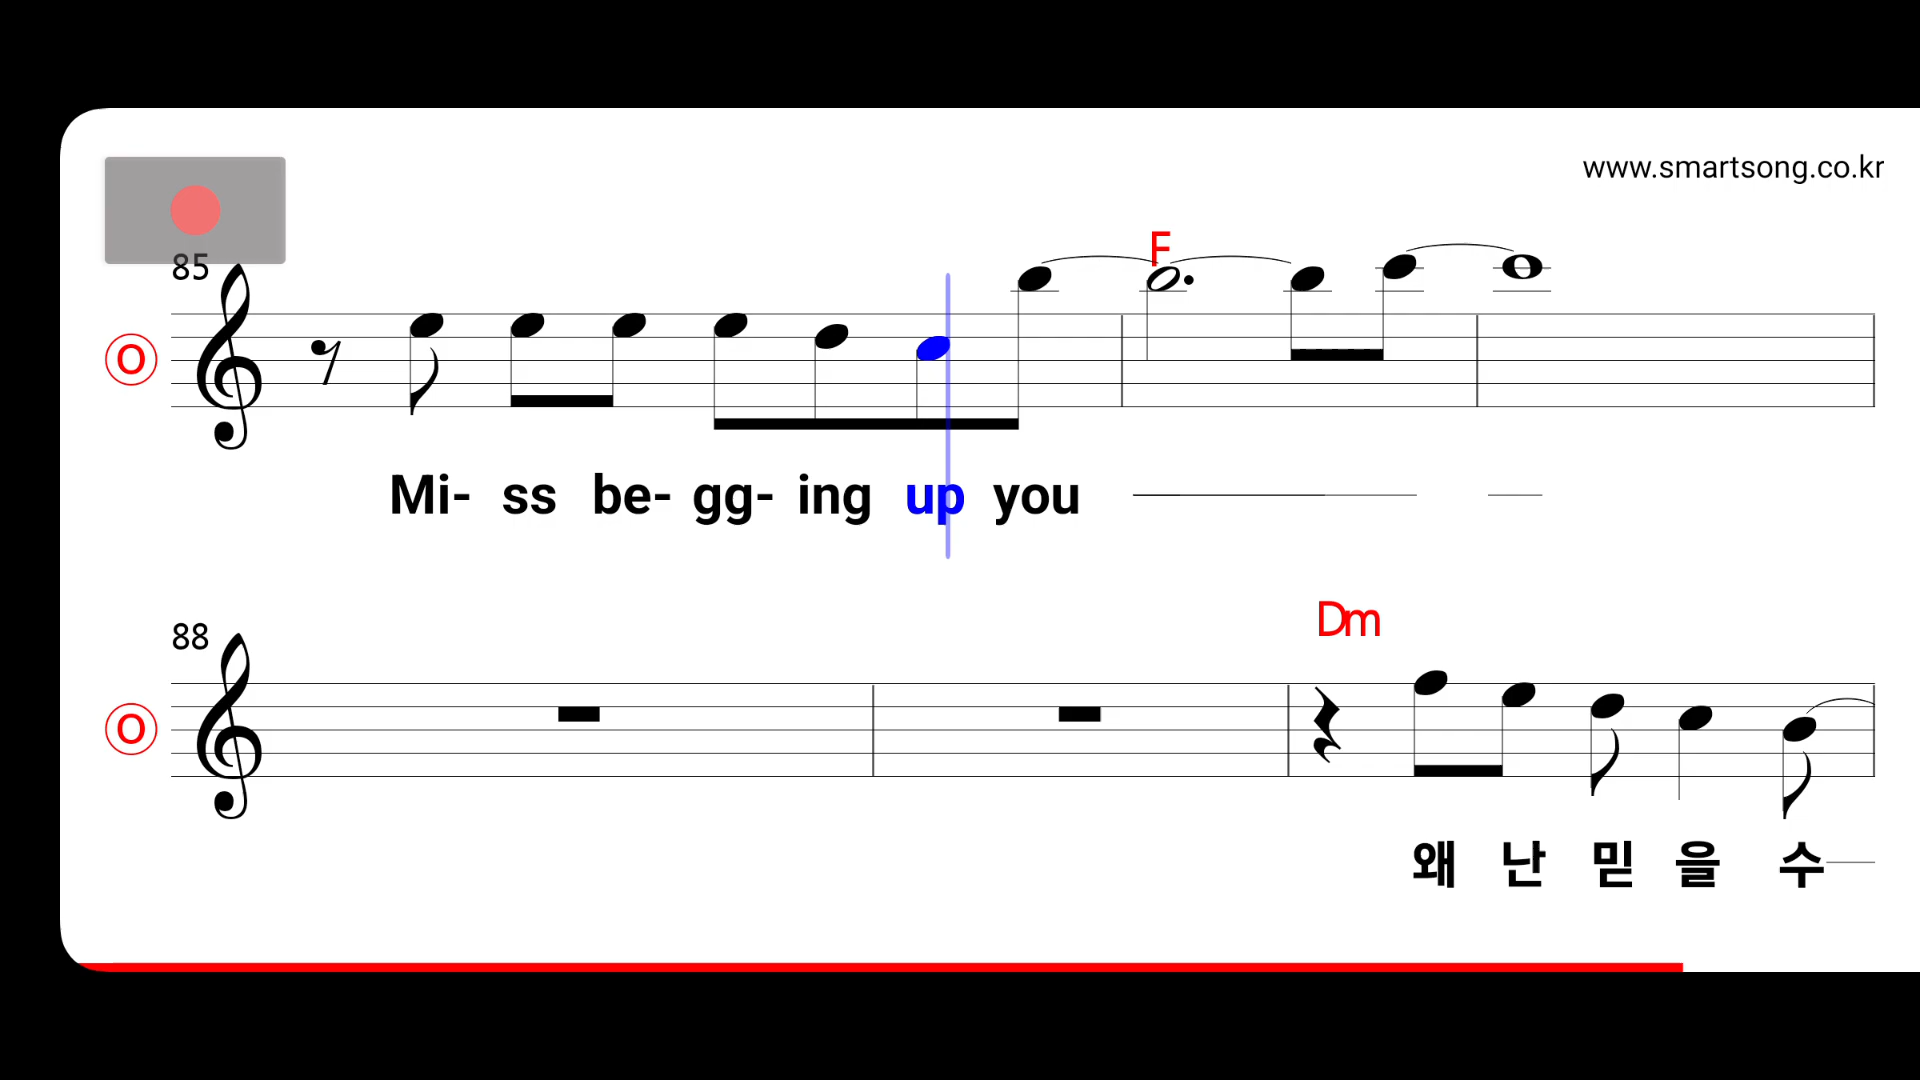 www.smartsong.co.kr
F
85
O
Mi- ss be- gg- ing up you
Dm
88
O
왜 난 믿 을 수